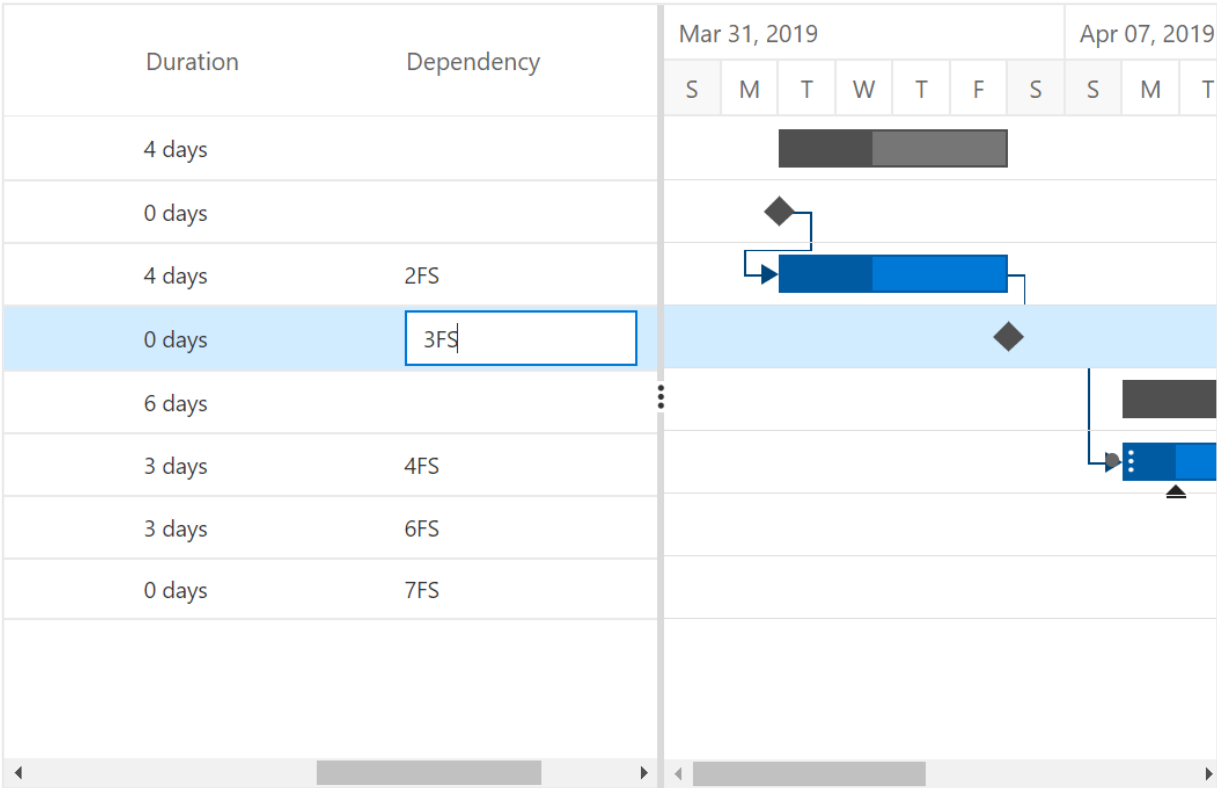 Mar 31, 2019 Apr 07, 2019
Duration Dependency
S M T W T F S S M T
4 days
0 days
4 days 2FS
0 days 3FS
6 days
3 days 4FS
3 days 6FS
0 days 7FS